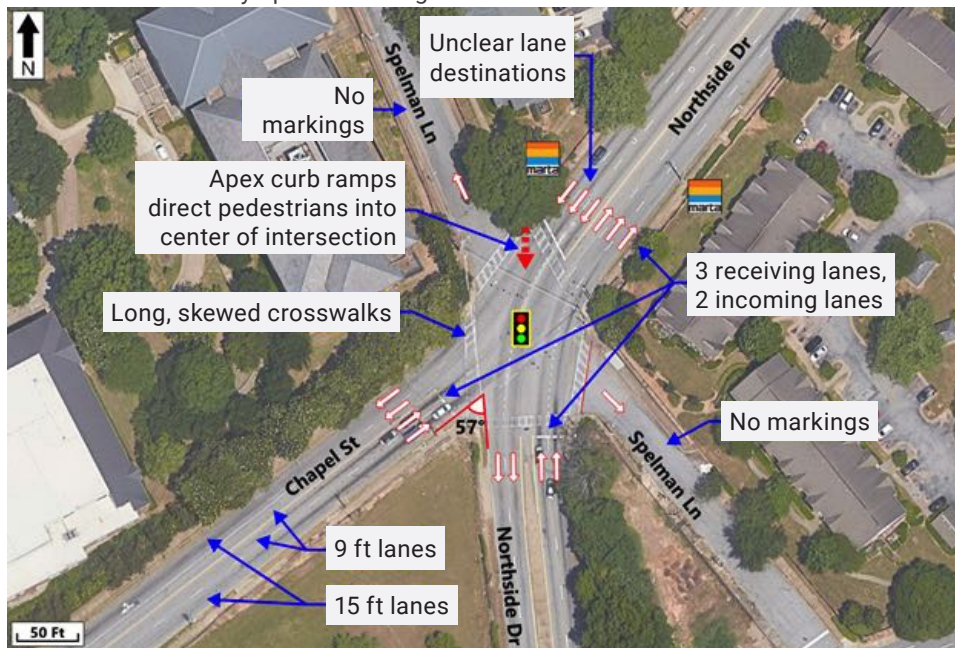 N
Spelman Ln
Unclear lane
destinations
Northside Dr
No
markings
marta
Apex curb ramps
direct pedestrians into
center of intersection
marta
3 receiving lanes,
2 incoming lanes
Long, skewed crosswalks
57°
No markings
Chapel St
Spelman Ln
9 ft lanes
Northside Dr
15 ft lanes
50 Ft